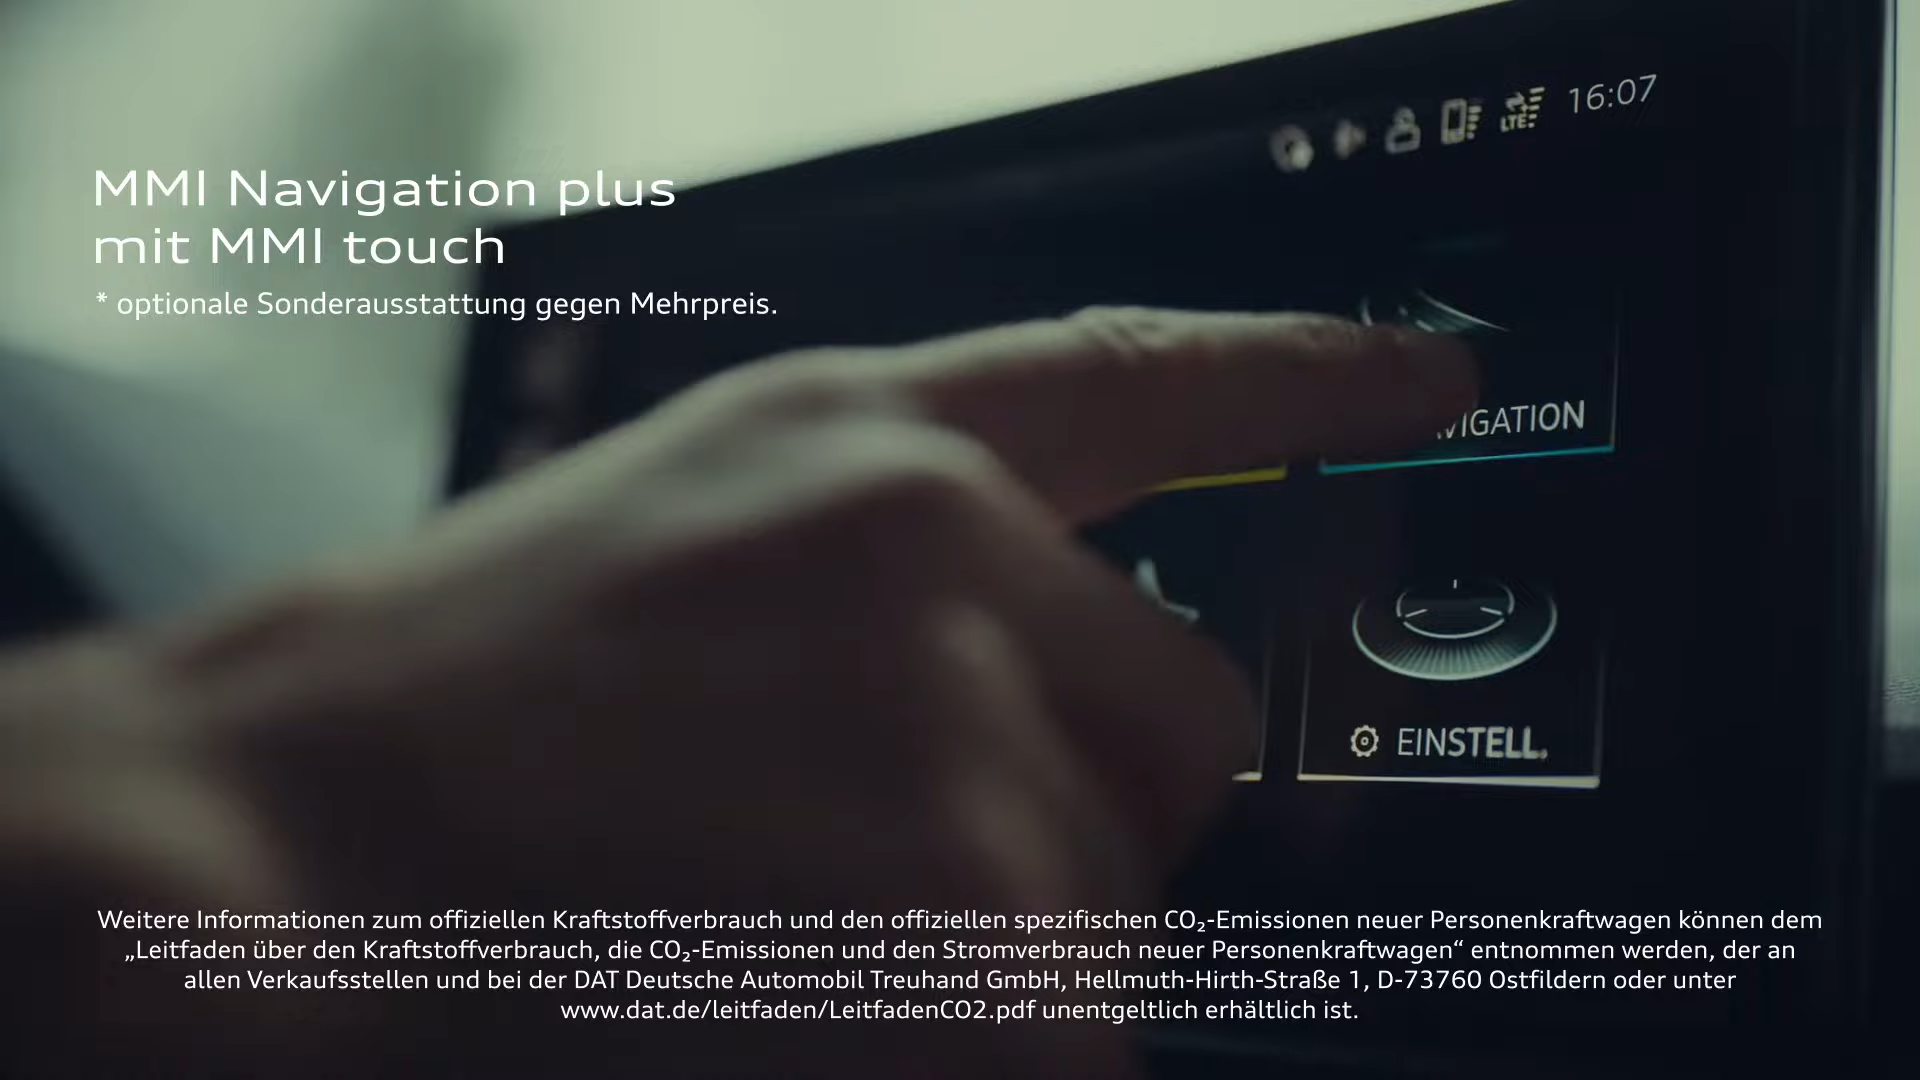 16:07
LTE
MMI Navigation plus
mit MMI touch
* optionale Sonderausstattung gegen Mehrpreis.
EINSTELL.
Weitere Informationen zum offiziellen Kraftstoffverbrauch und den offiziellen spezifischen CO₂-Emissionen neuer Personenkraftwagen können dem
„Leitfaden über den Kraftstoffverbrauch, die CO₂-Emissionen und den Stromverbrauch neuer Personenkraftwagen“ entnommen werden, der an
allen Verkaufsstellen und bei der DAT Deutsche Automobil Treuhand GmbH, Hellmuth-Hirth-Straße 1, D-73760 Ostfildern oder unter
www.dat.de/leitfaden/LeitfadenCO2.pdf unentgeltlich erhältlich ist.